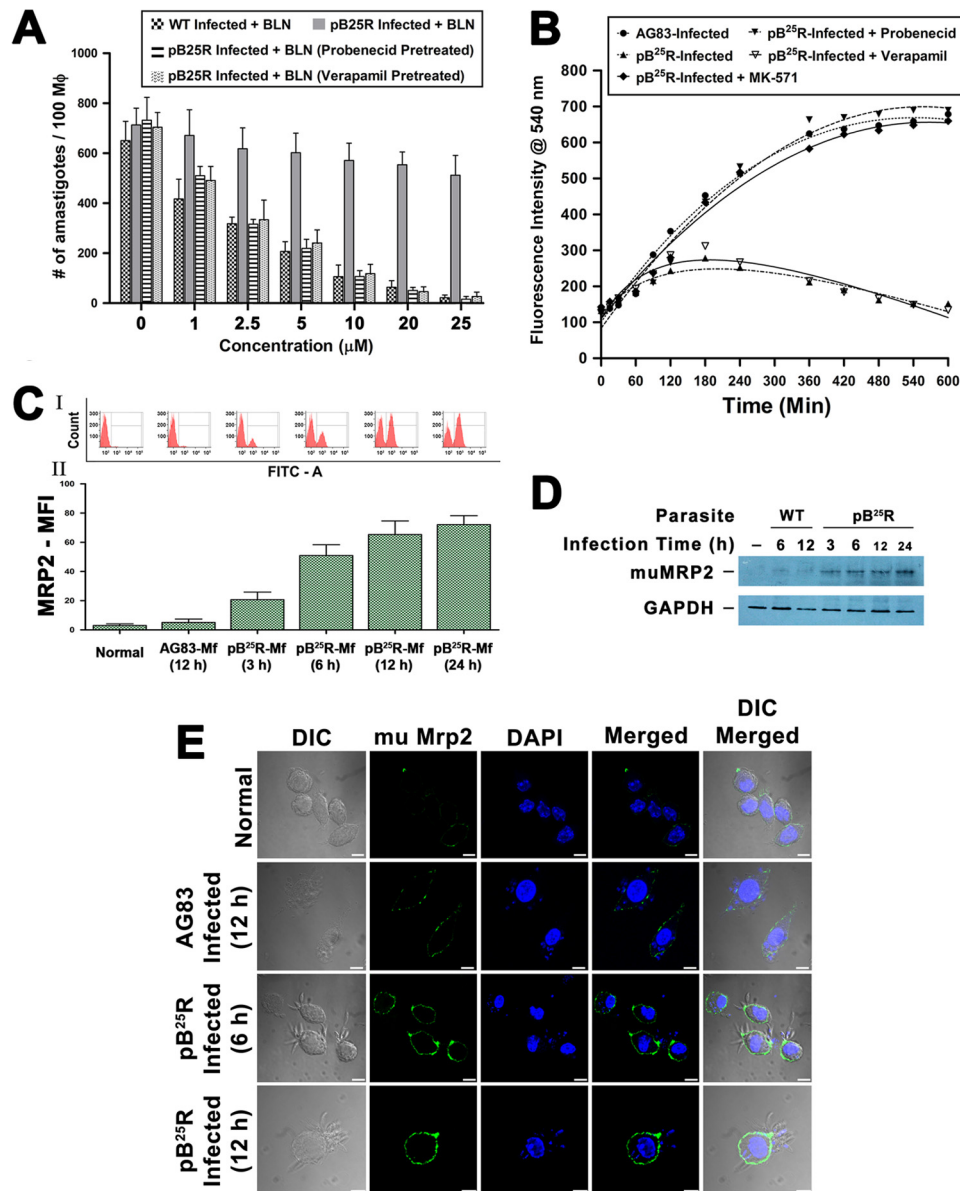 A
WT Infected + BLN
pB25R Infected + BLN
pB25R Infected + BLN (Probenecid Pretreated)
pB25R Infected + BLN (Verapamil Pretreated)
# of amastigotes / 100 Mϕ
1000
800
600
400
200
0
0 1 2.5 5 10 20 25
Concentration (μM)
B
AG83-Infected
pB²⁵R-Infected + Probenecid
pB²⁵R-Infected
pB²⁵R-Infected + Verapamil
pB²⁵R-Infected + MK-571
Fluorescence Intensity @ 540 nm
800
700
600
500
400
300
200
100
0
0 60 120 180 240 300 360 420 480 540 600
Time (Min)
C
I
Count
300
200
100
FITC - A
II
MRP2 - MFI
80
60
40
20
0
Normal
AG83-Mf (12 h)
pB²⁵R-Mf (3 h)
pB²⁵R-Mf (6 h)
pB²⁵R-Mf (12 h)
pB²⁵R-Mf (24 h)
D
Parasite WT pB²⁵R
Infection Time (h) – 6 12 3 6 12 24
muMRP2
GAPDH
E
DIC mu Mrp2 DAPI Merged DIC Merged
Normal
AG83 Infected (12 h)
pB²⁵R Infected (6 h)
pB²⁵R Infected (12 h)